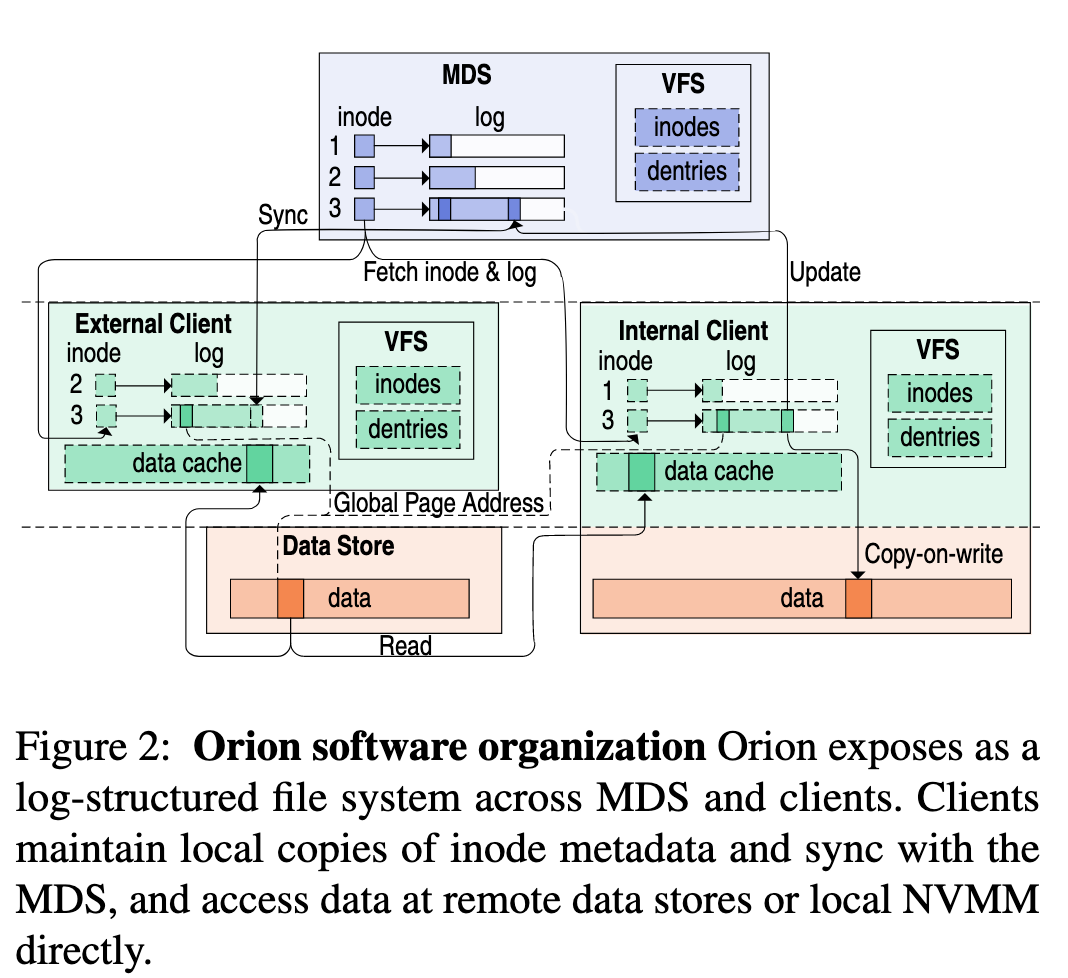 MDS
VFS
inode log
inodes
dentries
1
2
3
Sync
Fetch inode & log
Update
External Client
VFS
inode log
2
3
inodes
dentries
data cache
Internal Client
VFS
inode log
1
3
inodes
dentries
data cache
Global Page Address
Data Store
data
Copy-on-write
data
Read
Figure 2: Orion software organization Orion exposes as a
log-structured file system across MDS and clients. Clients
maintain local copies of inode metadata and sync with the
MDS, and access data at remote data stores or local NVMM
directly.